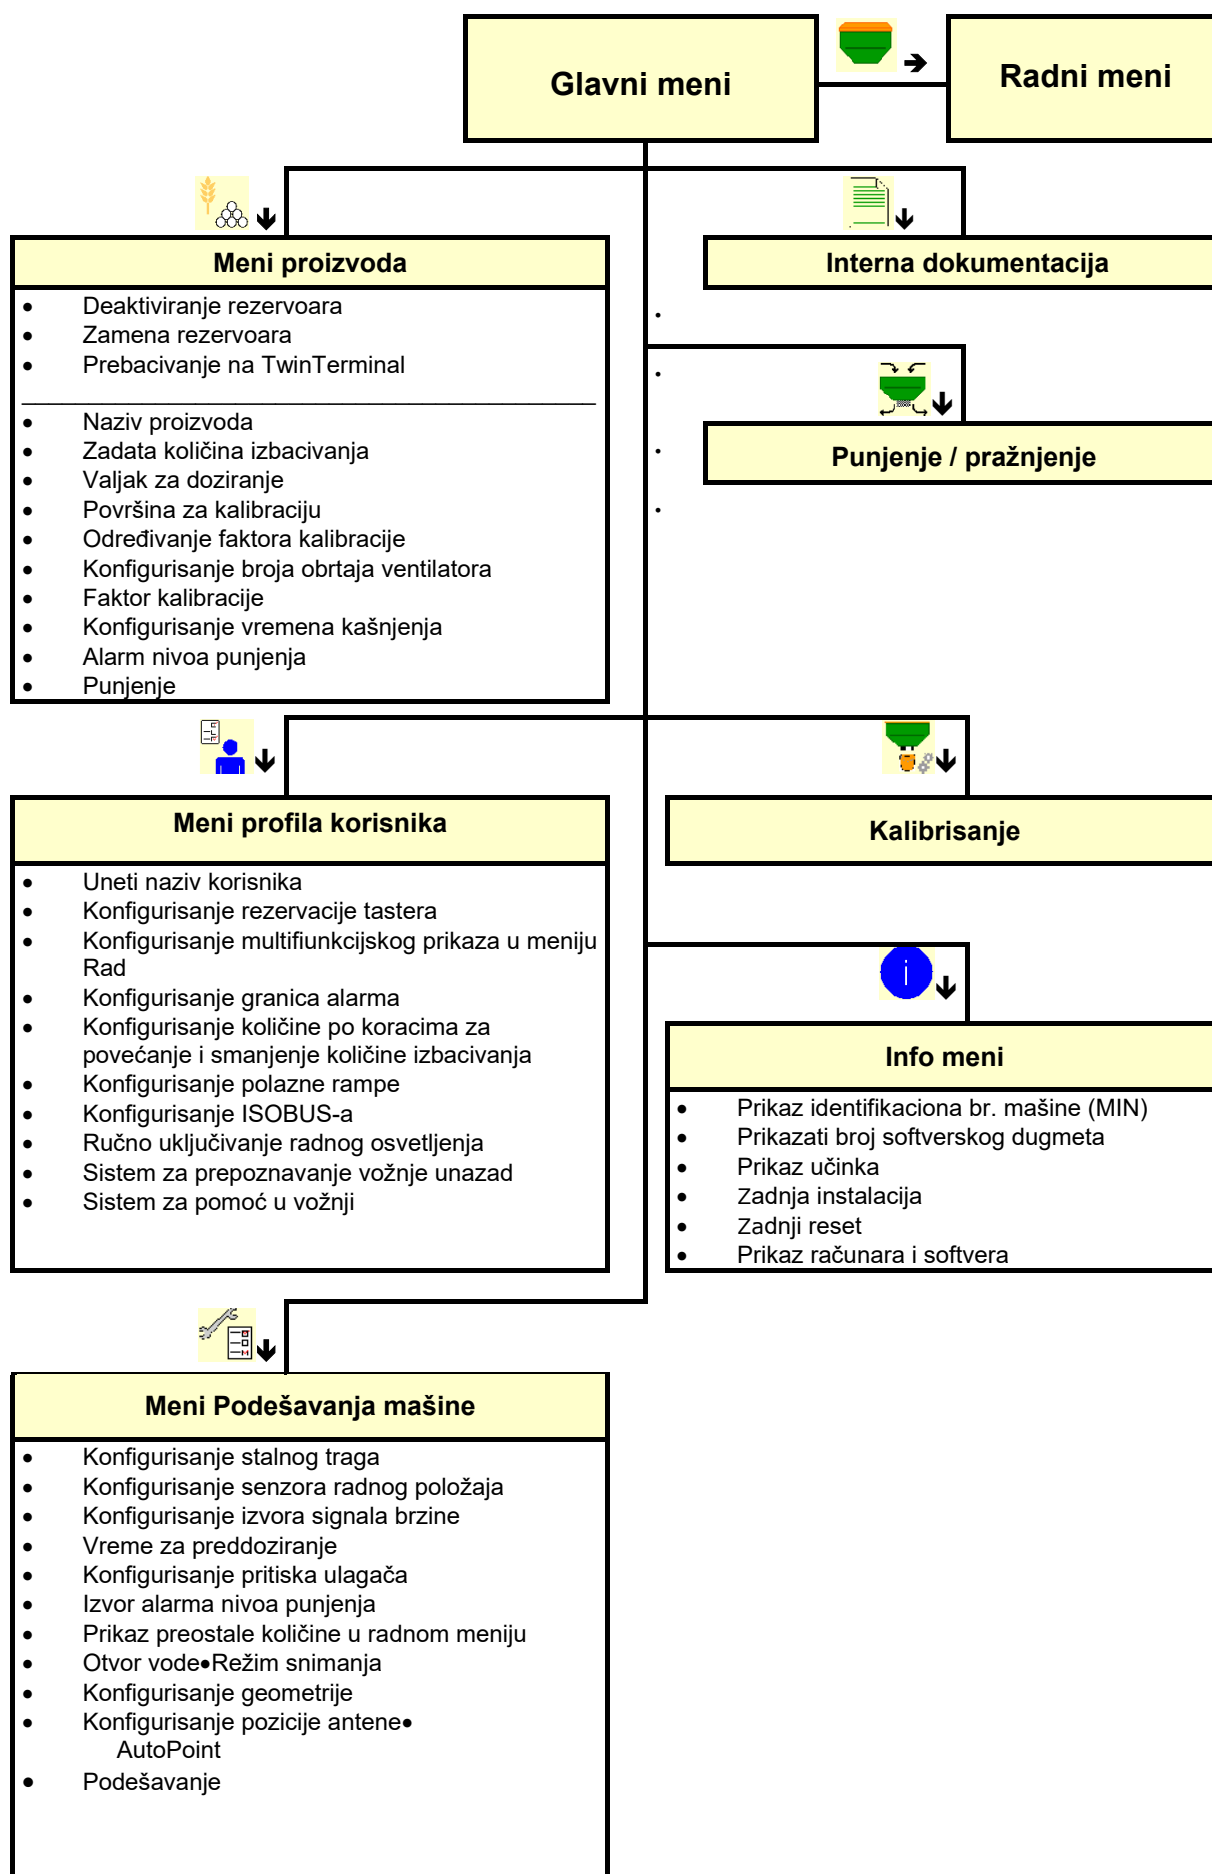 Glavni meni
Radni meni
Meni proizvoda
• Deaktiviranje rezervoara
• Zamena rezervoara
• Prebacivanje na TwinTerminal
• Naziv proizvoda
• Zadata količina izbacivanja
• Valjak za doziranje
• Površina za kalibraciju
• Određivanje faktora kalibracije
• Konfigurisanje broja obrtaja ventilatora
• Faktor kalibracije
• Konfigurisanje vremena kašnjenja
• Alarm nivoa punjenja
• Punjenje
Interna dokumentacija
Punjenje / pražnjenje
Meni profila korisnika
• Uneti naziv korisnika
• Konfigurisanje rezervacije tastera
• Konfigurisanje multifiunkcijskog prikaza u meniju
Rad
• Konfigurisanje granica alarma
• Konfigurisanje količine po koracima za
povećanje i smanjenje količine izbacivanja
• Konfigurisanje polazne rampe
• Konfigurisanje ISOBUS-a
• Ručno uključivanje radnog osvetljenja
• Sistem za prepoznavanje vožnje unazad
• Sistem za pomoć u vožnji
Kalibrisanje
Info meni
• Prikaz identifikaciona br. mašine (MIN)
• Prikazati broj softverskog dugmeta
• Prikaz učinka
• Zadnja instalacija
• Zadnji reset
• Prikaz računara i softvera
Meni Podešavanja mašine
• Konfigurisanje stalnog traga
• Konfigurisanje senzora radnog položaja
• Konfigurisanje izvora signala brzine
• Vreme za preddoziranje
• Konfigurisanje pritiska ulagača
• Izvor alarma nivoa punjenja
• Prikaz preostale količine u radnom meniju
• Otvor vode•Režim snimanja
• Konfigurisanje geometrije
• Konfigurisanje pozicije antene•
AutoPoint
• Podešavanje